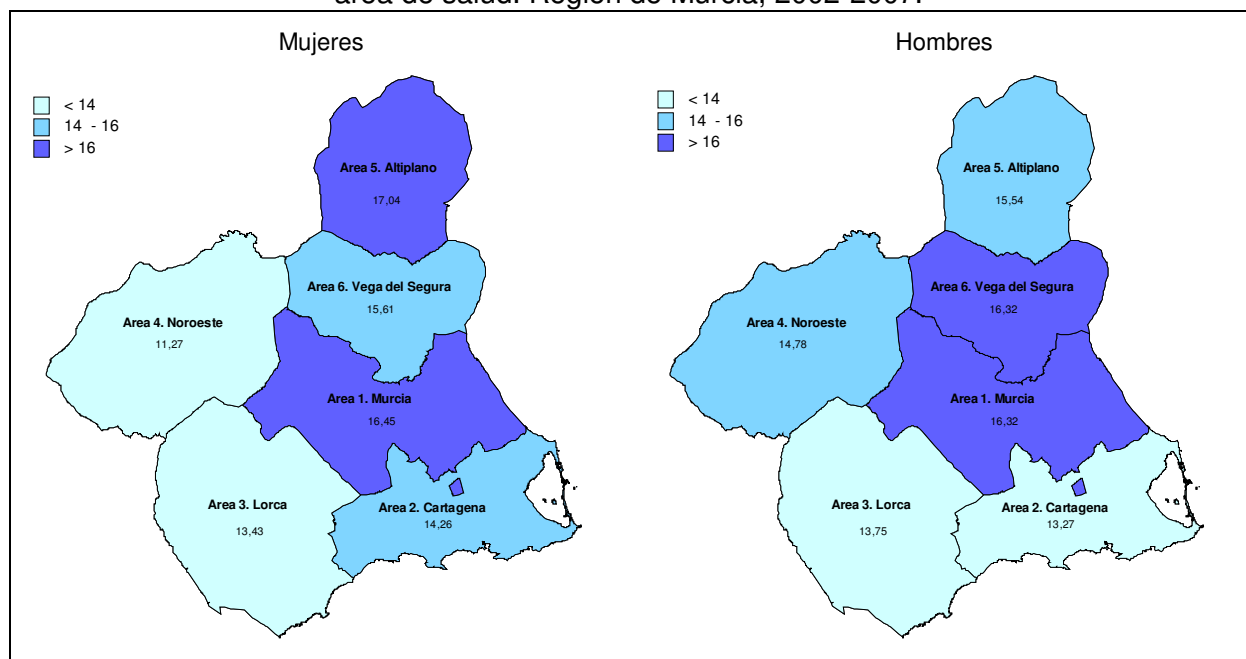 área de salud. Región de Murcia, 2002-2007.
Mujeres
< 14
14 - 16
> 16
Area 5. Altiplano
17,04
Area 6. Vega del Segura
15,61
Area 4. Noroeste
11,27
Area 1. Murcia
16,45
Area 3. Lorca
13,43
Area 2. Cartagena
14,26
Hombres
< 14
14 - 16
> 16
Area 5. Altiplano
15,54
Area 6. Vega del Segura
16,32
Area 4. Noroeste
14,78
Area 1. Murcia
16,32
Area 3. Lorca
13,75
Area 2. Cartagena
13,27